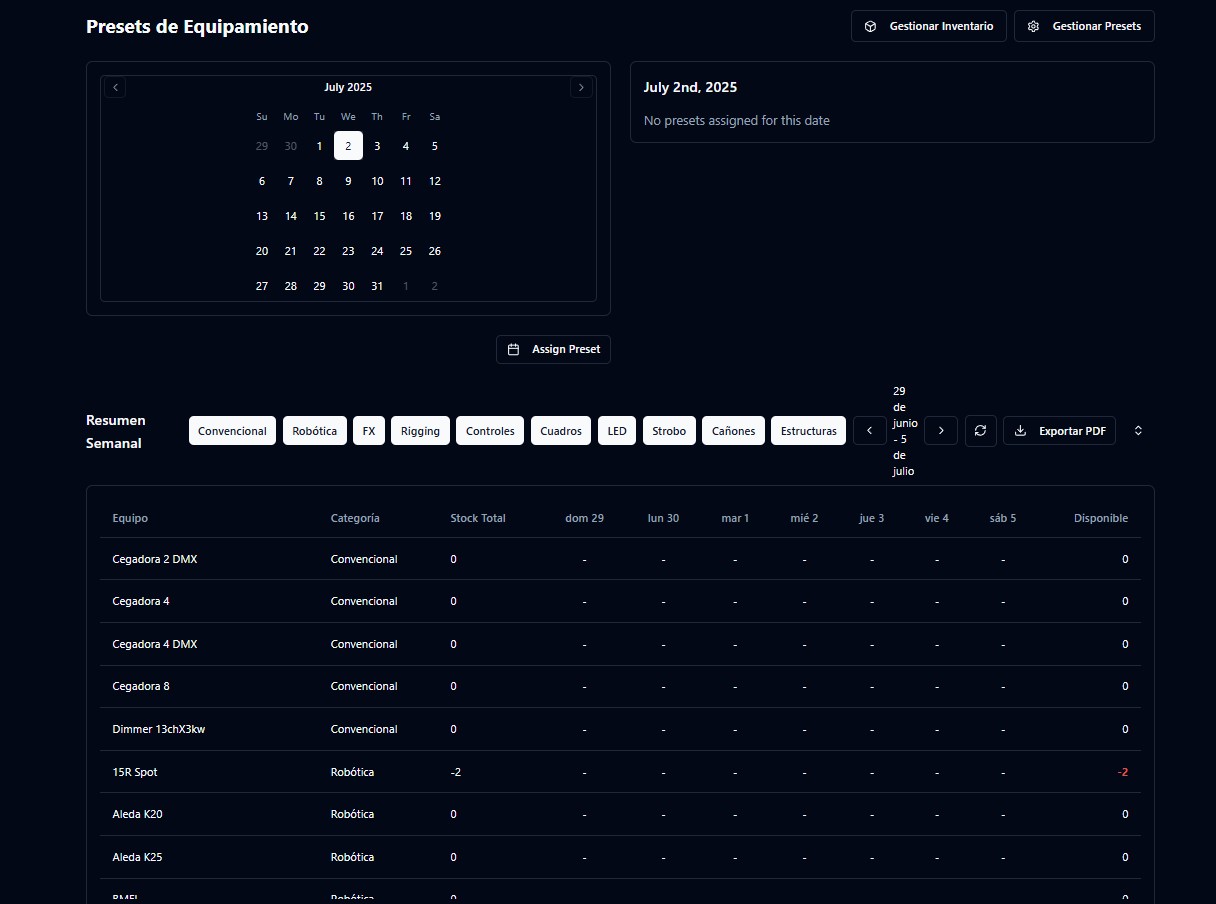 Presets de Equipamiento
Gestionar Inventario
Gestionar Presets
July 2025
Su Mo Tu We Th Fr Sa
29 30 1 2 3 4 5
6 7 8 9 10 11 12
13 14 15 16 17 18 19
20 21 22 23 24 25 26
27 28 29 30 31 1 2
July 2nd, 2025
No presets assigned for this date
Assign Preset
Resumen
Semanal
Convencional Robótica FX Rigging Controles Cuadros LED Strobo Cañones Estructuras
29
de
junio
- 5
de
julio
Exportar PDF
Equipo Categoría Stock Total dom 29 lun 30 mar 1 mié 2 jue 3 vie 4 sáb 5 Disponible
Cegadora 2 DMX Convencional 0 - - - - - - - 0
Cegadora 4 Convencional 0 - - - - - - - 0
Cegadora 4 DMX Convencional 0 - - - - - - - 0
Cegadora 8 Convencional 0 - - - - - - - 0
Dimmer 13chX3kw Convencional 0 - - - - - - - 0
15R Spot Robótica -2 - - - - - - - -2
Aleda K20 Robótica 0 - - - - - - - 0
Aleda K25 Robótica 0 - - - - - - - 0
Robótica 0 - - - - - - - 0